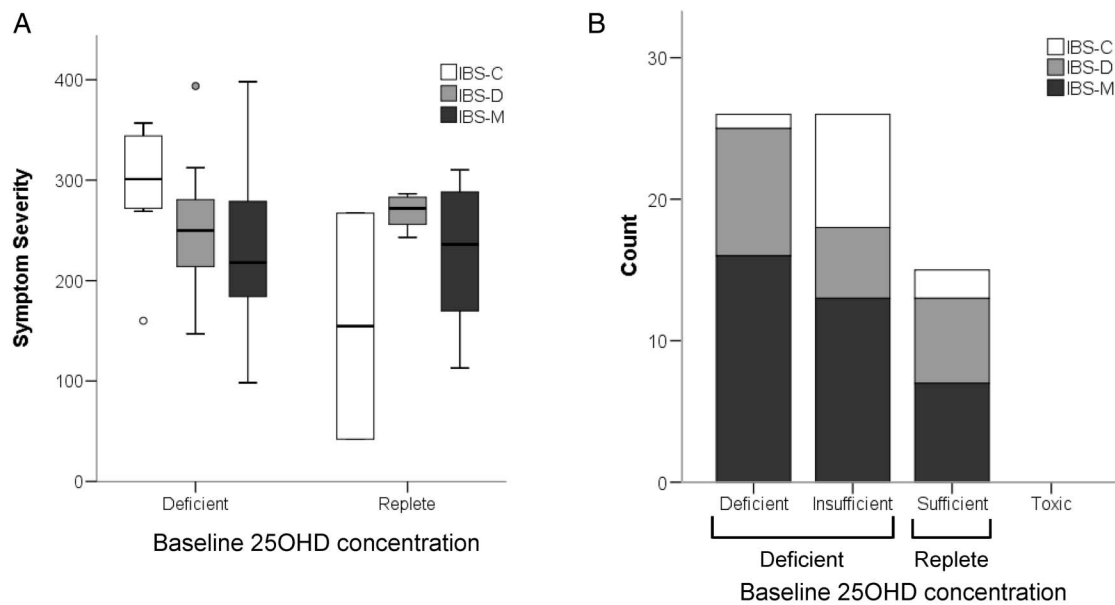 A
Symptom Severity
400
300
200
100
0
IBS-C
IBS-D
IBS-M
Deficient Replete
Baseline 25OHD concentration
B
Count
30
20
10
0
IBS-C
IBS-D
IBS-M
Deficient Insufficient Sufficient Toxic
Deficient Replete
Baseline 25OHD concentration